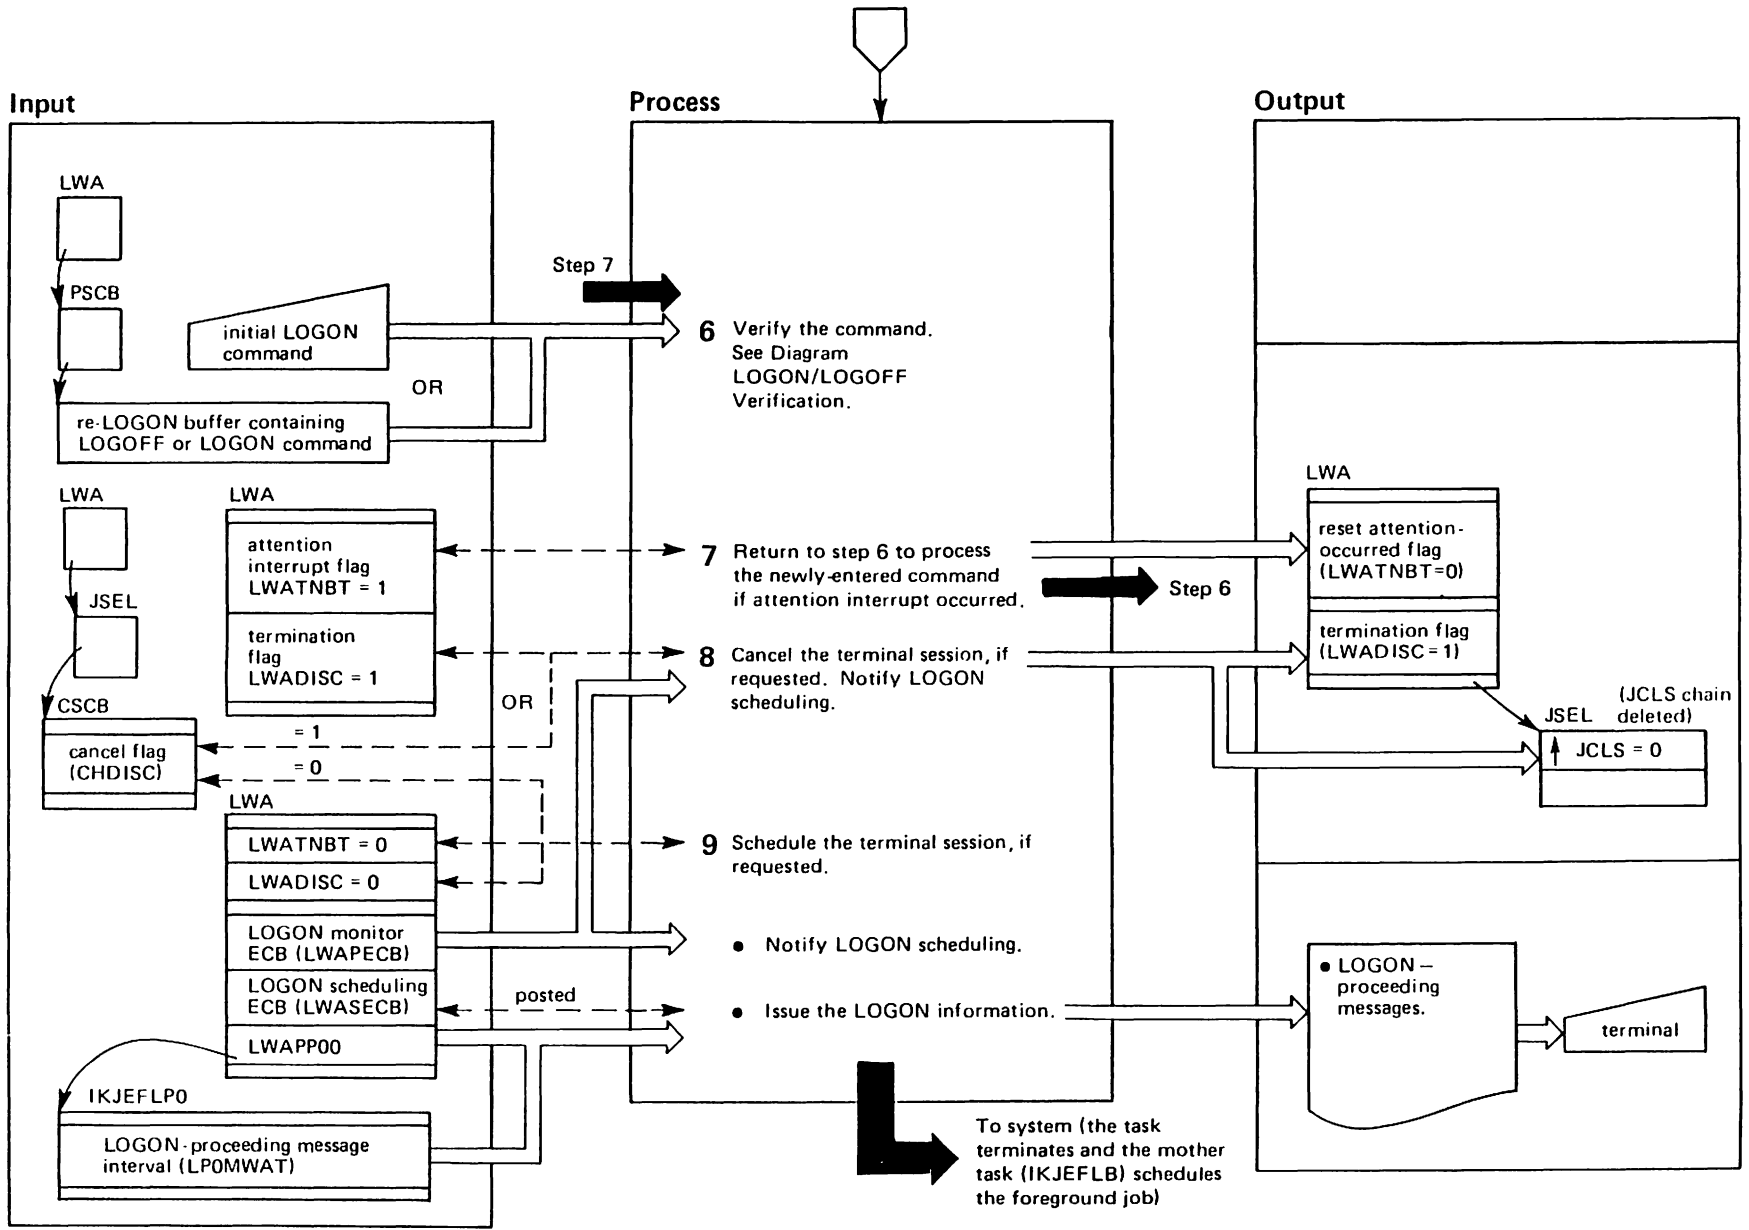 Input
Process
Output
LWA
PSCB
initial LOGON
command
OR
re-LOGON buffer containing
LOGOFF or LOGON command
LWA
JSEL
CSCB
cancel flag
(CHDISC)
LWA
attention
interrupt flag
LWATNBT = 1
termination
flag
LWADISC = 1
OR
= 1
= 0
LWA
LWATNBT = 0
LWADISC = 0
LOGON monitor
ECB (LWAPECB)
LOGON scheduling
ECB (LWASECB)
LWAPP00
posted
IKJEFLP0
LOGON-proceeding message
interval (LP0MWAT)
Step 7
6 Verify the command.
See Diagram
LOGON/LOGOFF
Verification.
7 Return to step 6 to process
the newly-entered command
if attention interrupt occurred.
Step 6
8 Cancel the terminal session, if
requested. Notify LOGON
scheduling.
9 Schedule the terminal session, if
requested.
• Notify LOGON scheduling.
• Issue the LOGON information.
To system (the task
terminates and the mother
task (IKJEFLB) schedules
the foreground job)
LWA
reset attention-
occurred flag
(LWATNBT=0)
termination flag
(LWADISC=1)
JSEL
(JCLS chain
deleted)
JCLS = 0
• LOGON –
proceeding
messages.
terminal